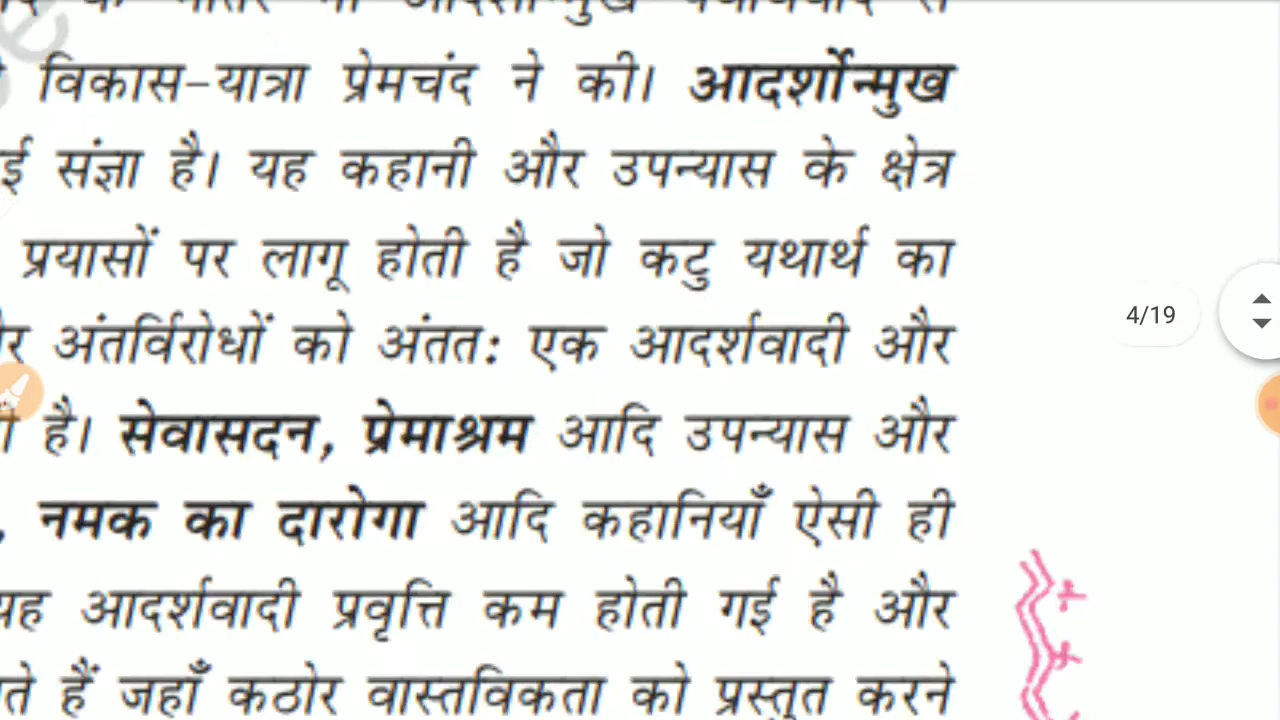 विकास-यात्रा प्रेमचंद ने की। आदर्शोन्मुख
संज्ञा है। यह कहानी और उपन्यास के क्षेत्र
प्रयासों पर लागू होती है जो कटु यथार्थ का
अंतर्विरोधों को अंतत: एक आदर्शवादी और
है। सेवासदन, प्रेमाश्रम आदि उपन्यास और
नमक का दारोगा आदि कहानियाँ ऐसी ही
आदर्शवादी प्रवृत्ति कम होती गई है और
हैं जहाँ कठोर वास्तविकता को प्रस्तुत करने
4/19